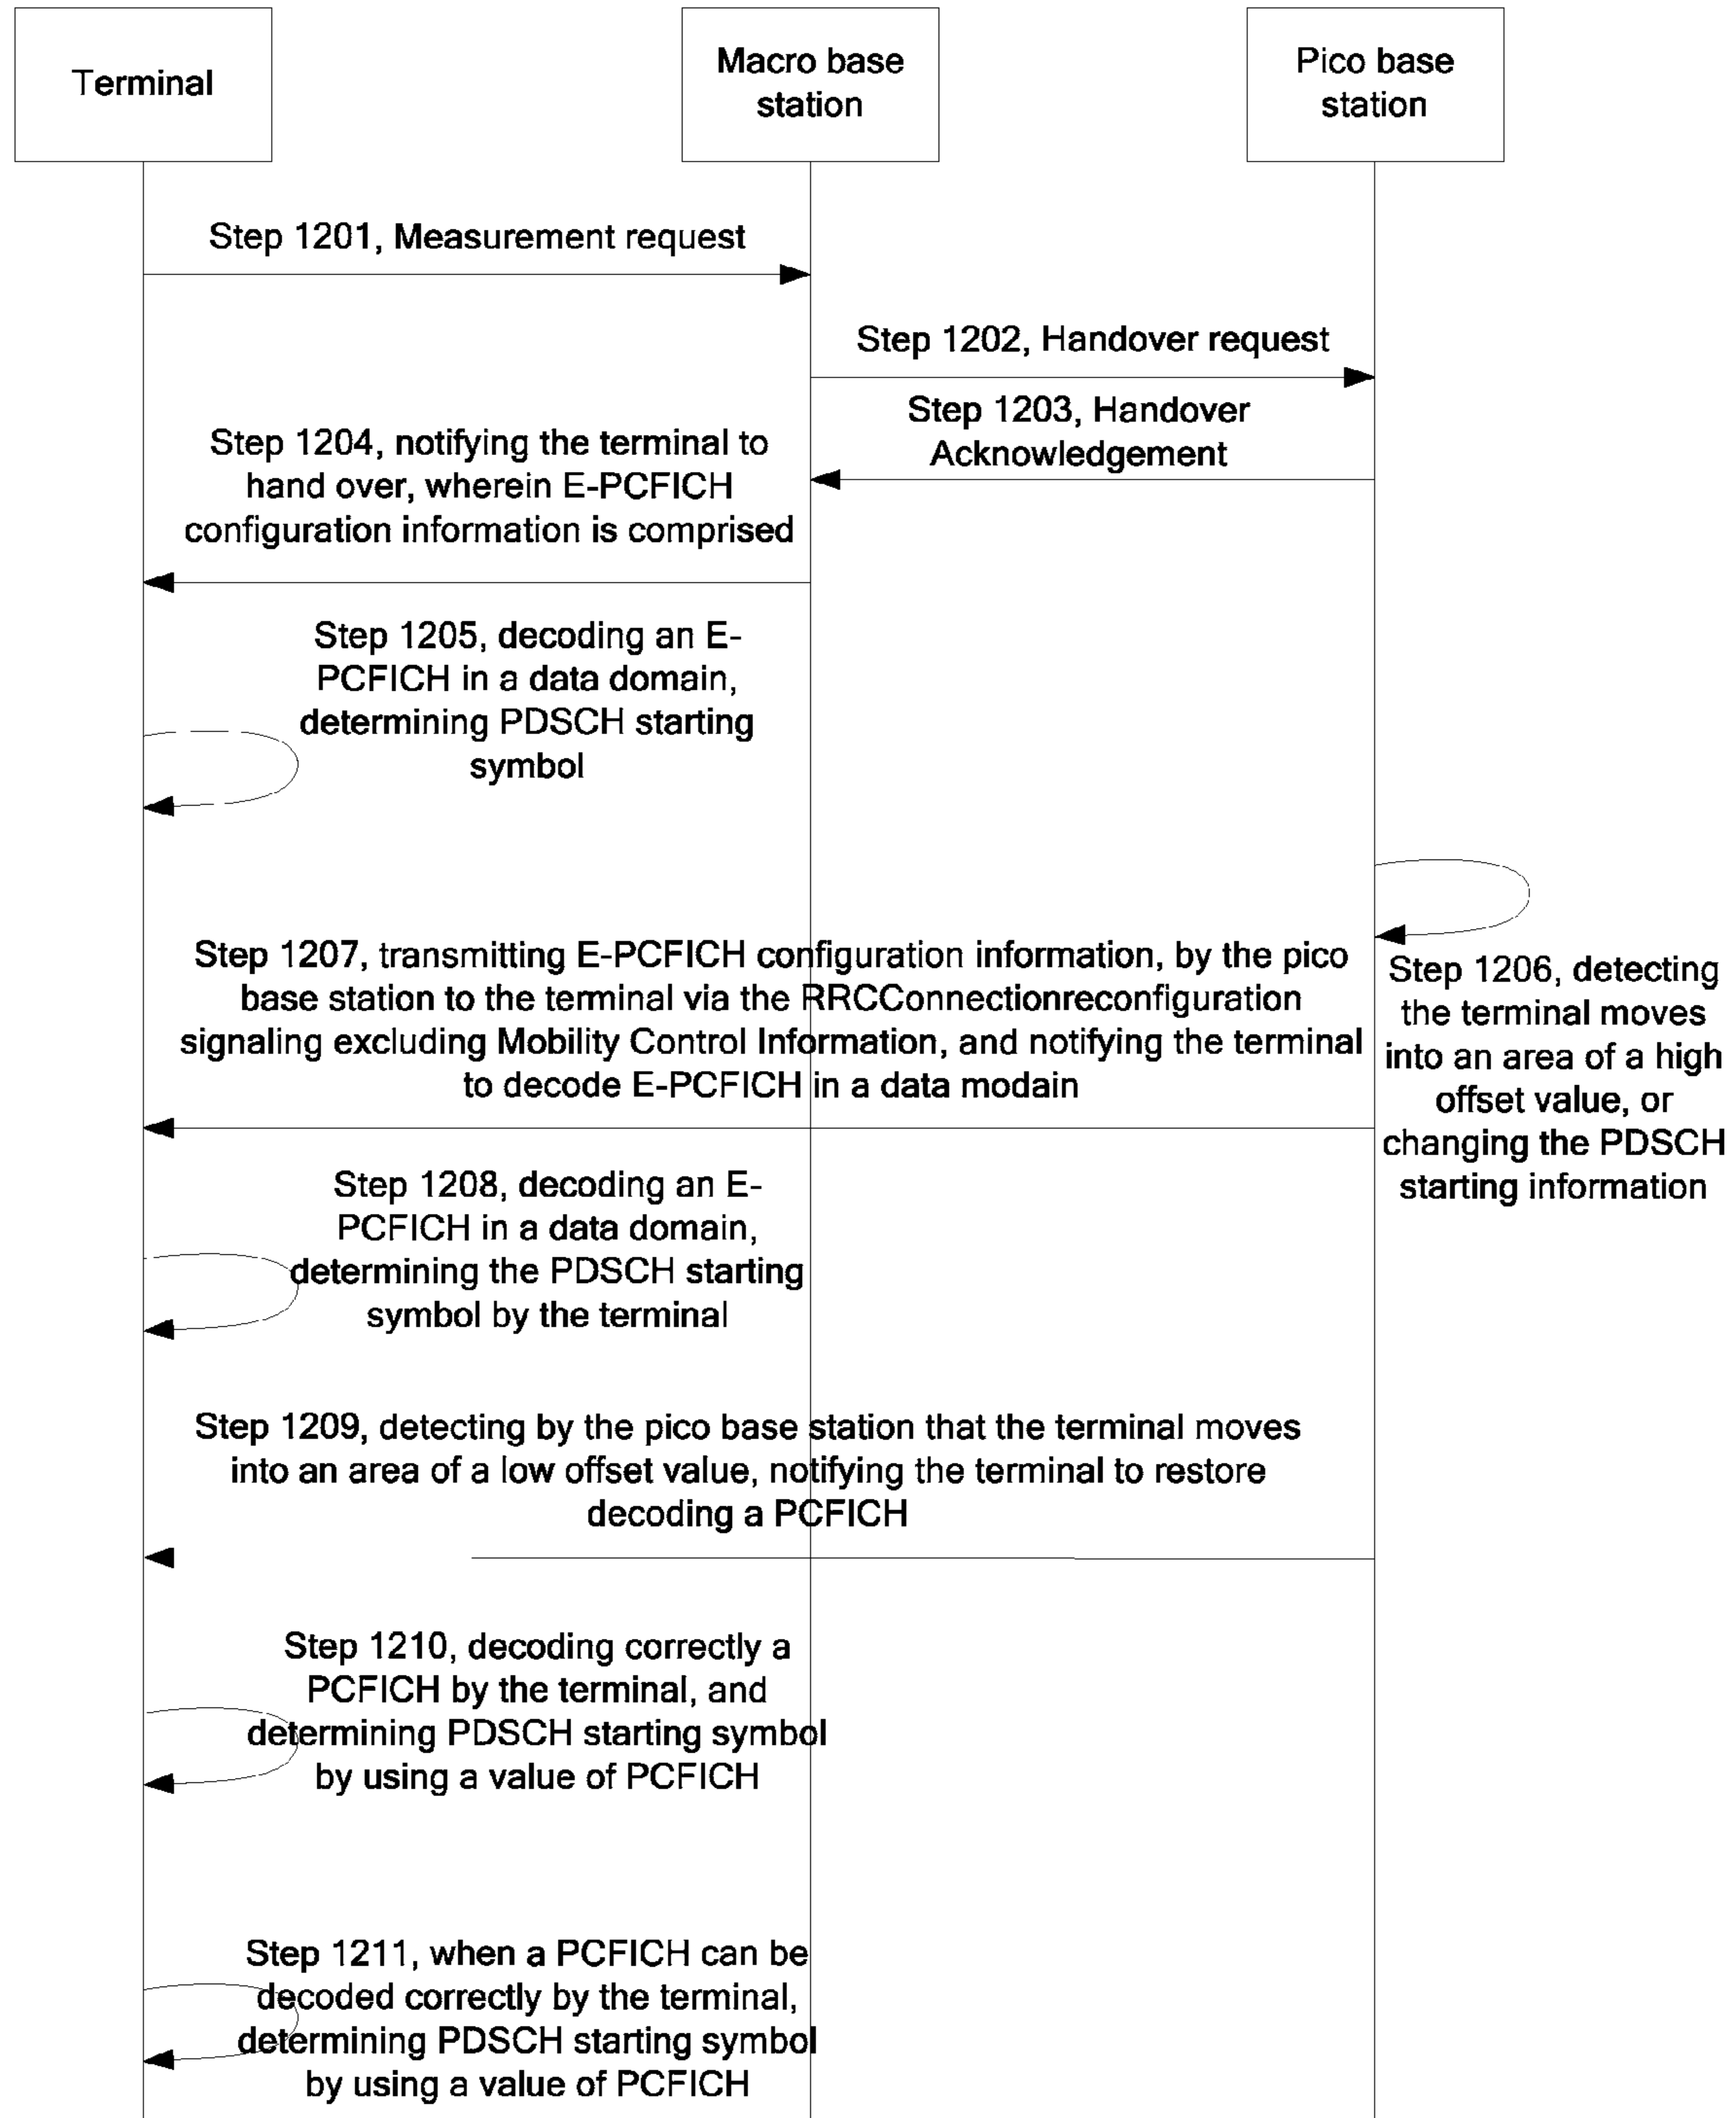 Terminal
Macro base
station
Pico base
station
Step 1201, Measurement request
Step 1202, Handover request
Step 1203, Handover
Acknowledgement
Step 1204, notifying the terminal to
hand over, wherein E-PCFICH
configuration information is comprised
Step 1205, decoding an E-
PCFICH in a data domain,
determining PDSCH starting
symbol
Step 1206, detecting
the terminal moves
into an area of a high
offset value, or
changing the PDSCH
starting information
Step 1207, transmitting E-PCFICH configuration information, by the pico
base station to the terminal via the RRCConnectionreconfiguration
signaling excluding Mobility Control Information, and notifying the terminal
to decode E-PCFICH in a data modain
Step 1208, decoding an E-
PCFICH in a data domain,
determining the PDSCH starting
symbol by the terminal
Step 1209, detecting by the pico base station that the terminal moves
into an area of a low offset value, notifying the terminal to restore
decoding a PCFICH
Step 1210, decoding correctly a
PCFICH by the terminal, and
determining PDSCH starting symbol
by using a value of PCFICH
Step 1211, when a PCFICH can be
decoded correctly by the terminal,
determining PDSCH starting symbol
by using a value of PCFICH